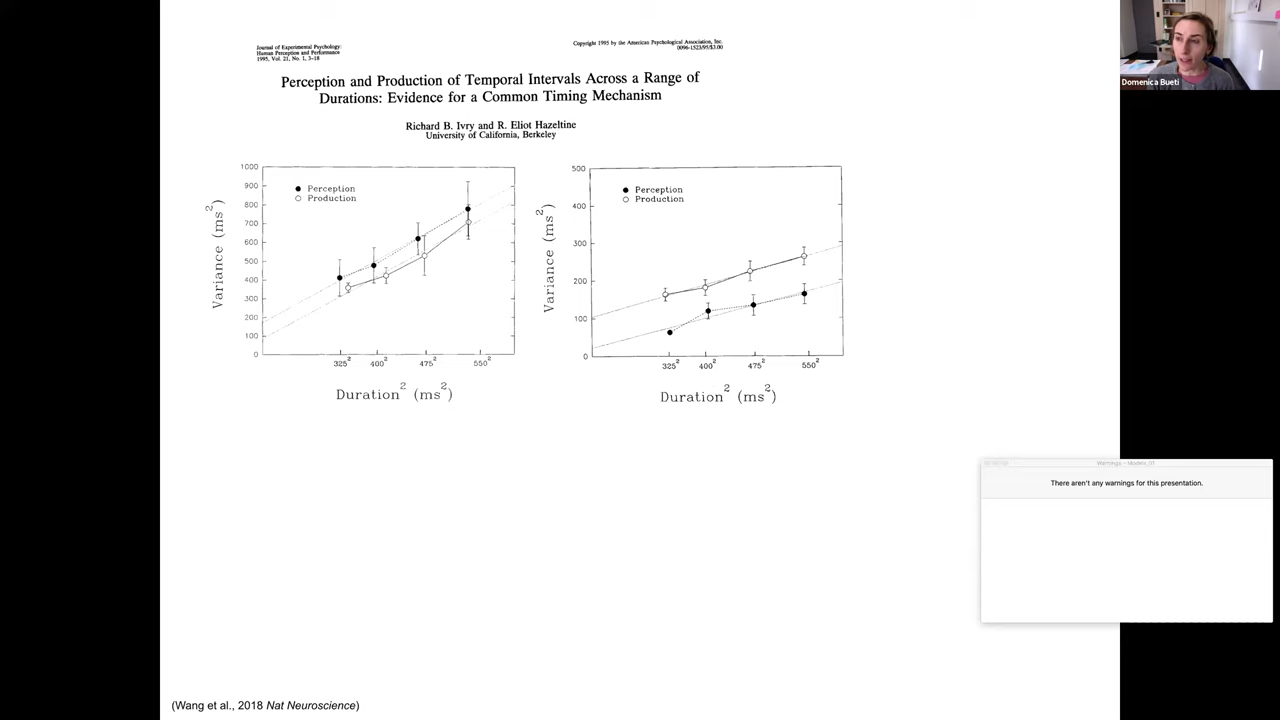 Journal of Experimental Psychology:
Human Perception and Performance
1995, Vol. 21, No. 1, 3-18
Copyright 1995 by the American Psychological Association, Inc.
0096-1523/95/$3.00
Perception and Production of Temporal Intervals Across a Range of
Durations: Evidence for a Common Timing Mechanism
Richard B. Ivry and R. Eliot Hazeltine
University of California, Berkeley
Variance (ms²)
1000
900
800
700
600
500
400
300
200
100
0
Perception
Production
325² 400² 475² 550²
Duration² (ms²)
Variance (ms²)
500
400
300
200
100
0
Perception
Production
325² 400² 475² 550²
Duration² (ms²)
Domenica Bueti
There aren't any warnings for this presentation.
(Wang et al., 2018 Nat Neuroscience)